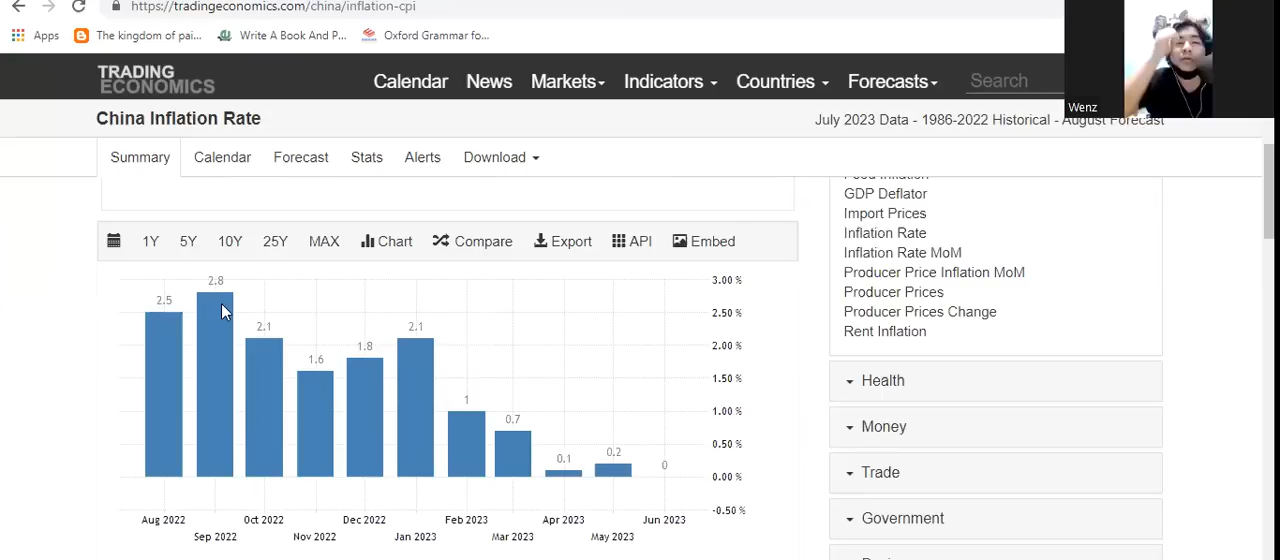 https://tradingeconomics.com/china/inflation-cpi
Apps The kingdom of pai... Write A Book And P... Oxford Grammar fo...
TRADING
ECONOMICS
Calendar News Markets Indicators Countries Forecasts Search
Wenz
China Inflation Rate
July 2023 Data - 1986-2022 Historical - August Forecast
Summary Calendar Forecast Stats Alerts Download
Food Inflation
GDP Deflator
Import Prices
Inflation Rate
Inflation Rate MoM
Producer Price Inflation MoM
Producer Prices
Producer Prices Change
Rent Inflation
Health
Money
Trade
Government
1Y 5Y 10Y 25Y MAX Chart Compare Export API Embed
2.5 2.8 2.1 1.6 1.8 2.1 1 0.7 0.1 0.2 0
3.00 %
2.50 %
2.00 %
1.50 %
1.00 %
0.50 %
0.00 %
-0.50 %
Aug 2022 Oct 2022 Dec 2022 Feb 2023 Apr 2023 Jun 2023
Sep 2022 Nov 2022 Jan 2023 Mar 2023 May 2023